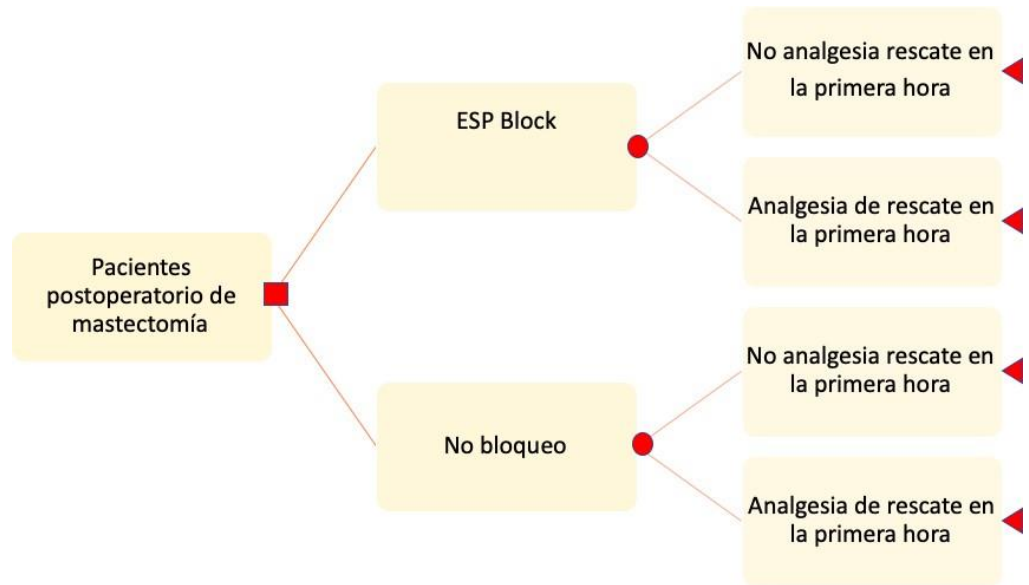 Pacientes
postoperatorio de
mastectomía
ESP Block
No analgesia rescate en
la primera hora
Analgesia de rescate en
la primera hora
No bloqueo
No analgesia rescate en
la primera hora
Analgesia de rescate en
la primera hora